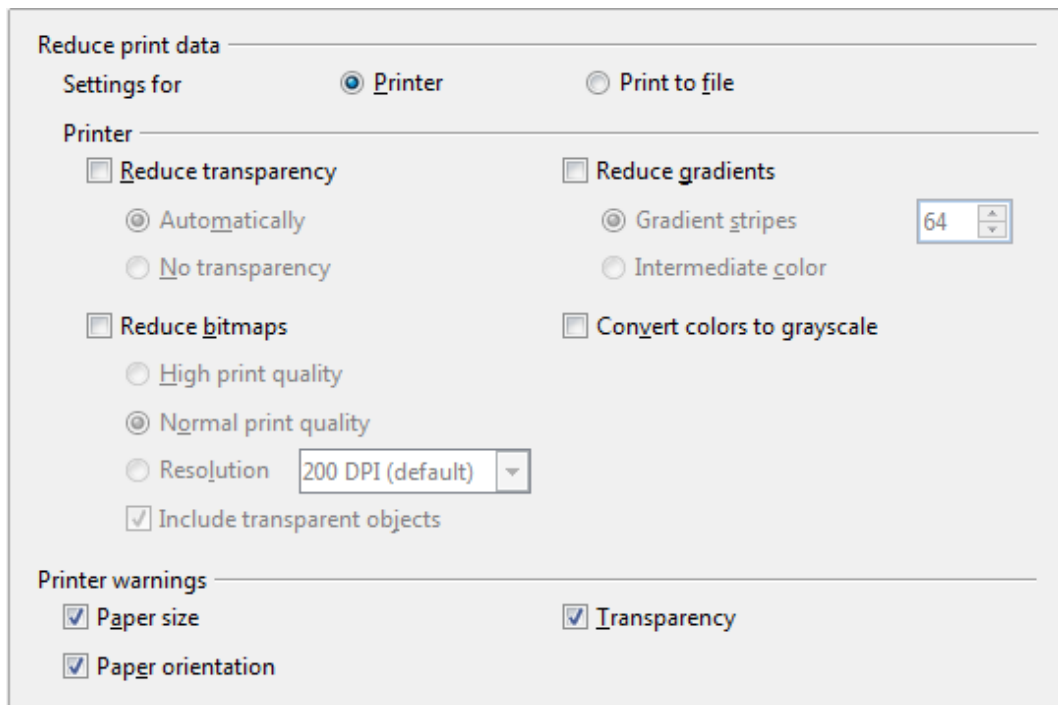 Reduce print data
Settings for Printer Print to file
Printer
Reduce transparency Reduce gradients
Automatically Gradient stripes 64
No transparency Intermediate color
Reduce bitmaps Convert colors to grayscale
High print quality
Normal print quality
Resolution 200 DPI (default)
Include transparent objects
Printer warnings
Paper size Transparency
Paper orientation